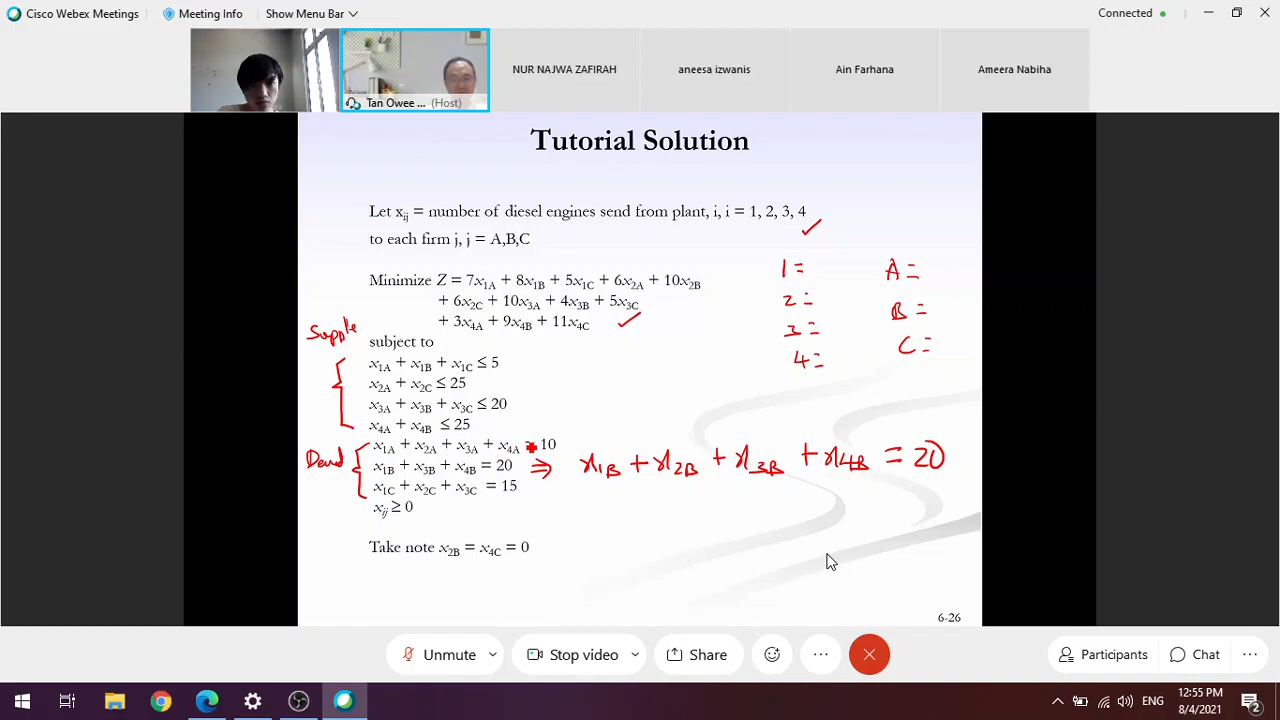 Cisco Webex Meetings Meeting Info Show Menu Bar Connected
NUR NAJWA ZAFIRAH aneesa izwanis Ain Farhana Ameera Nabiha
Tan Owee ... (Host)
Tutorial Solution
Let xij = number of diesel engines send from plant, i, i = 1, 2, 3, 4
to each firm j, j = A,B,C
1 = A =
2 = B =
3 = C =
4 =
Minimize Z = 7x1A + 8x1B + 5x1C + 6x2A + 10x2B
+ 6x2C + 10x3A + 4x3B + 5x3C
+ 3x4A + 9x4B + 11x4C
subject to
x1A + x1B + x1C ≤ 5
x2A + x2C ≤ 25
x3A + x3B + x3C ≤ 20
x4A + x4B ≤ 25
x1A + x2A + x3A + x4A = 10
x1B + x3B + x4B = 20 ⇒ x1B + x2B + x3B + x4B = 20
x1C + x2C + x3C = 15
xij ≥ 0
Take note x2B = x4C = 0
6-26
Unmute Stop video Share Participants Chat
ENG 12:55 PM
8/4/2021 2